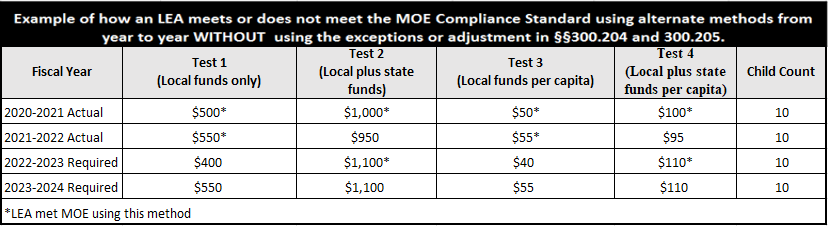 Example of how an LEA meets or does not meet the MOE Compliance Standard using alternate methods from
year to year WITHOUT using the exceptions or adjustment in §§300.204 and 300.205.
Fiscal Year
Test 1
(Local funds only)
Test 2
(Local plus state
funds)
Test 3
(Local funds per capita)
Test 4
(Local plus state
funds per capita)
Child Count
2020-2021 Actual $500* $1,000* $50* $100* 10
2021-2022 Actual $550* $950 $55* $95 10
2022-2023 Required $400 $1,100* $40 $110* 10
2023-2024 Required $550 $1,100 $55 $110 10
*LEA met MOE using this method